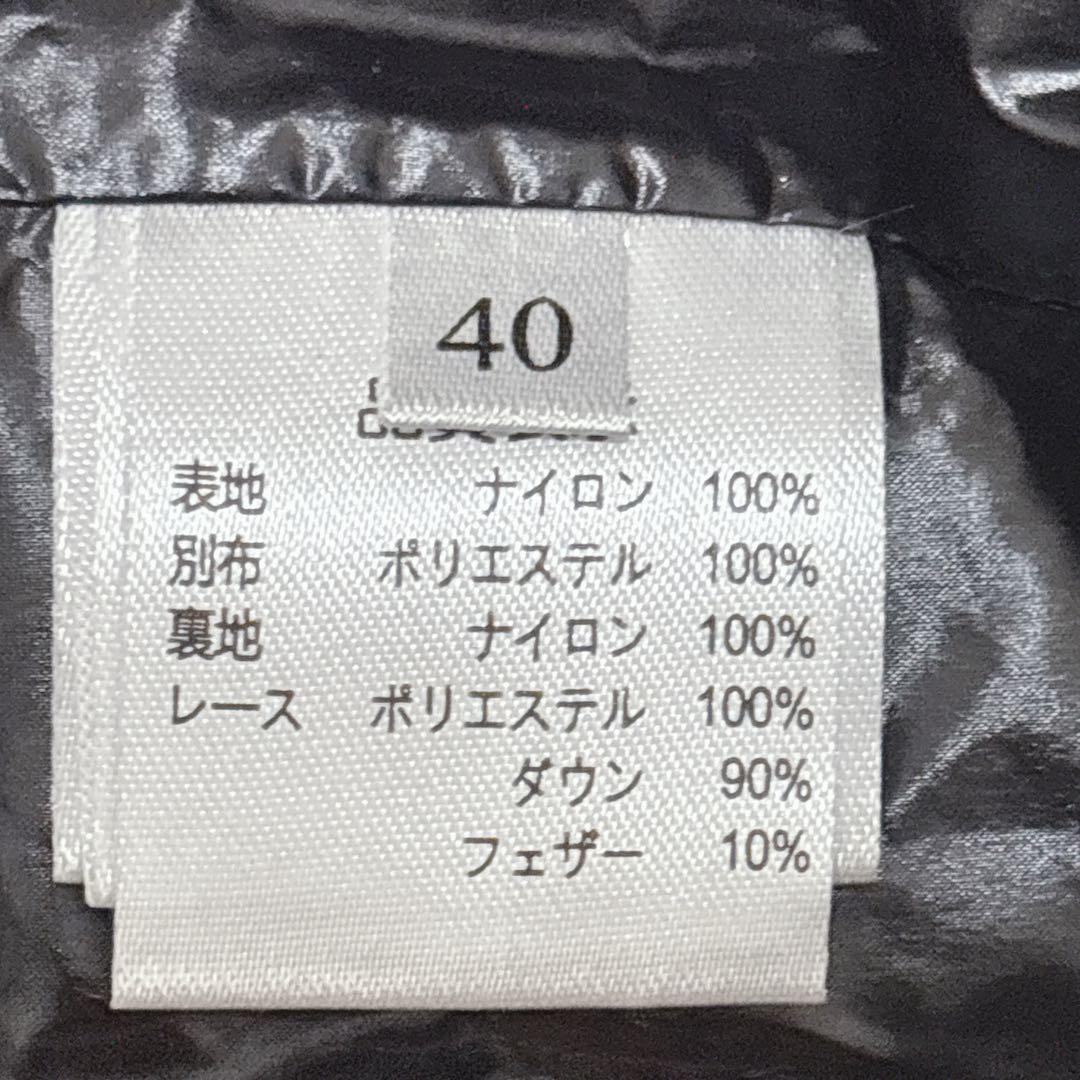 40
表地 ナイロン 100%
別布 ポリエステル 100%
裏地 ナイロン 100%
レース ポリエステル 100%
ダウン 90%
フェザー 10%